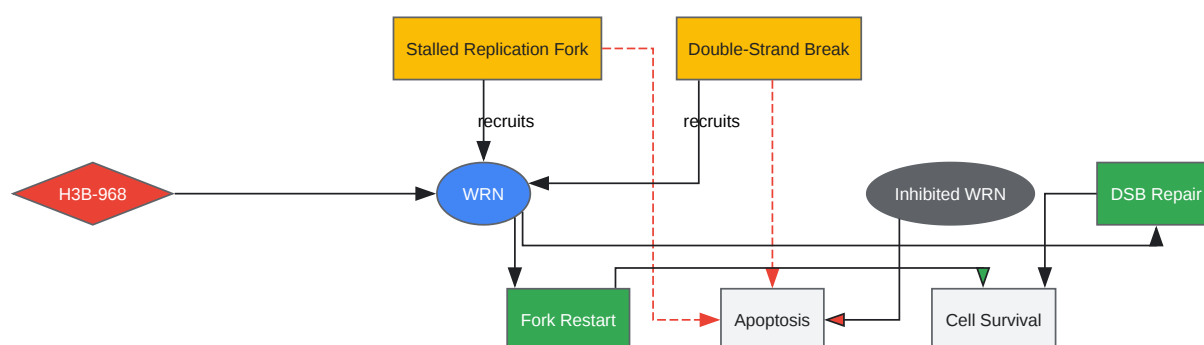 Stalled Replication Fork
Double-Strand Break
recruits
recruits
H3B-968
WRN
Inhibited WRN
DSB Repair
Fork Restart
Apoptosis
Cell Survival